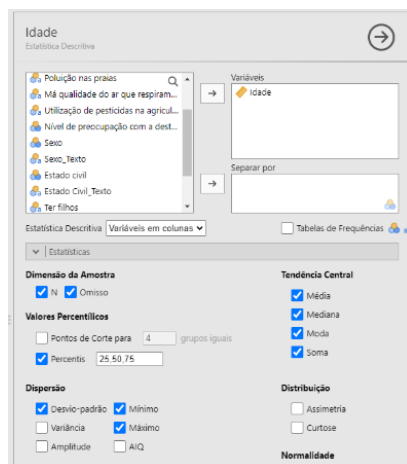 Idade
Estatística Descritiva
Poluição nas praias
Má qualidade do ar que respiram...
Utilização de pesticidas na agricul...
Nível de preocupação com a dest...
Sexo
Sexo_Texto
Estado civil
Estado Civil_Texto
Ter filhos
Variáveis
Idade
Separar por
Estatística Descritiva Variáveis em colunas
Tabelas de Frequências
Estatísticas
Dimensão da Amostra
N Omisso
Valores Percentílicos
Pontos de Corte para 4 grupos iguais
Percentis 25,50,75
Dispersão
Desvio-padrão Mínimo
Variância Máximo
Amplitude AIQ
Tendência Central
Média
Mediana
Moda
Soma
Distribuição
Assimetria
Curtose
Normalidade